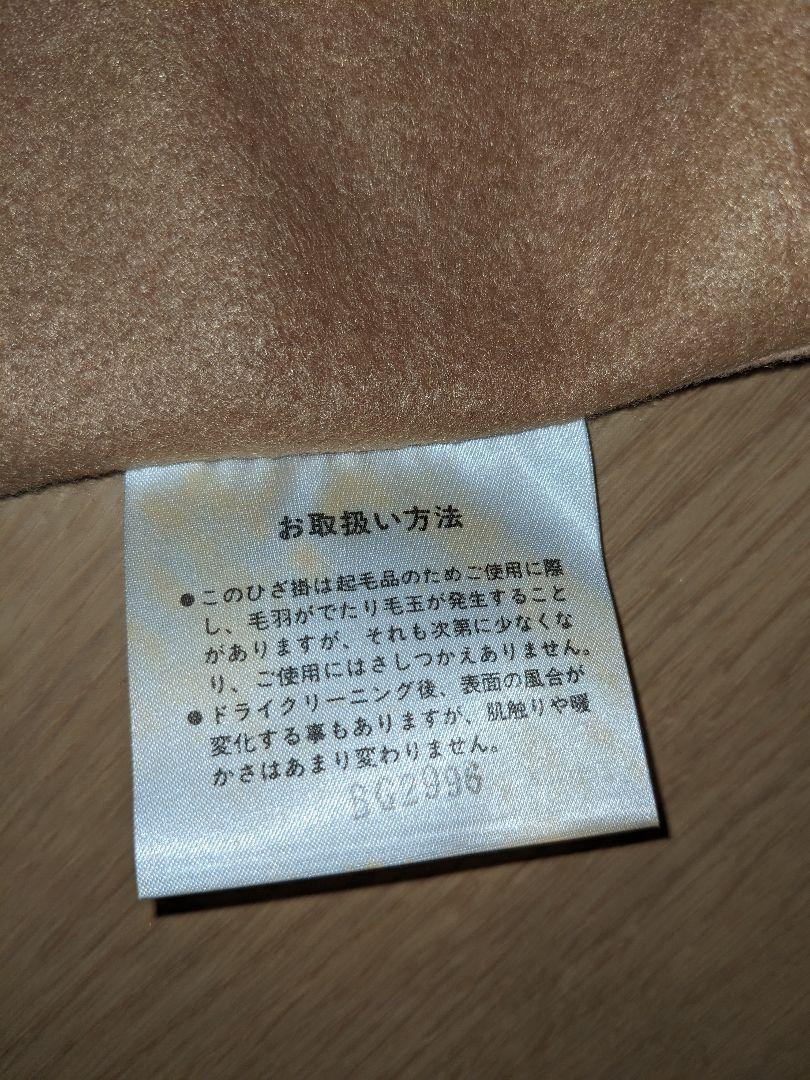 お取扱い方法
●このひざ掛は起毛品のためご使用に際
し、毛羽がでたり毛玉が発生すること
がありますが、それも次第に少なくな
り、ご使用にはさしつかえありません。
●ドライクリーニング後、表面の風合が
変化する事もありますが、肌触りや暖
かさはあまり変わりません。
SG2996